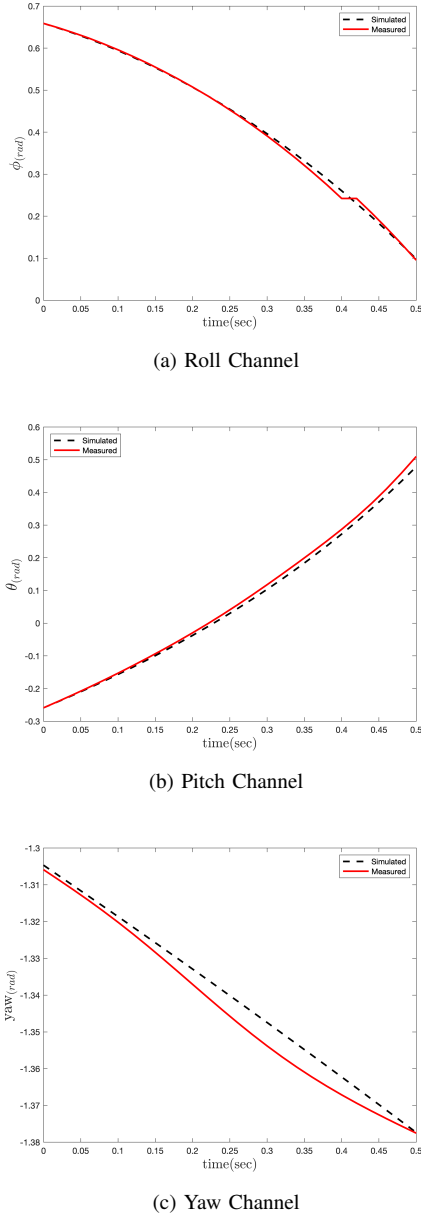 0.7
0.6
0.5
0.4
0.3
0.2
0.1
0
ϕ(rad)
Simulated
Measured
0 0.05 0.1 0.15 0.2 0.25 0.3 0.35 0.4 0.45 0.5
time(sec)
(a) Roll Channel
0.6
0.5
0.4
0.3
0.2
0.1
0
-0.1
-0.2
-0.3
θ(rad)
Simulated
Measured
0 0.05 0.1 0.15 0.2 0.25 0.3 0.35 0.4 0.45 0.5
time(sec)
(b) Pitch Channel
-1.3
-1.31
-1.32
-1.33
-1.34
-1.35
-1.36
-1.37
-1.38
yaw(rad)
Simulated
Measured
0 0.05 0.1 0.15 0.2 0.25 0.3 0.35 0.4 0.45 0.5
time(sec)
(c) Yaw Channel